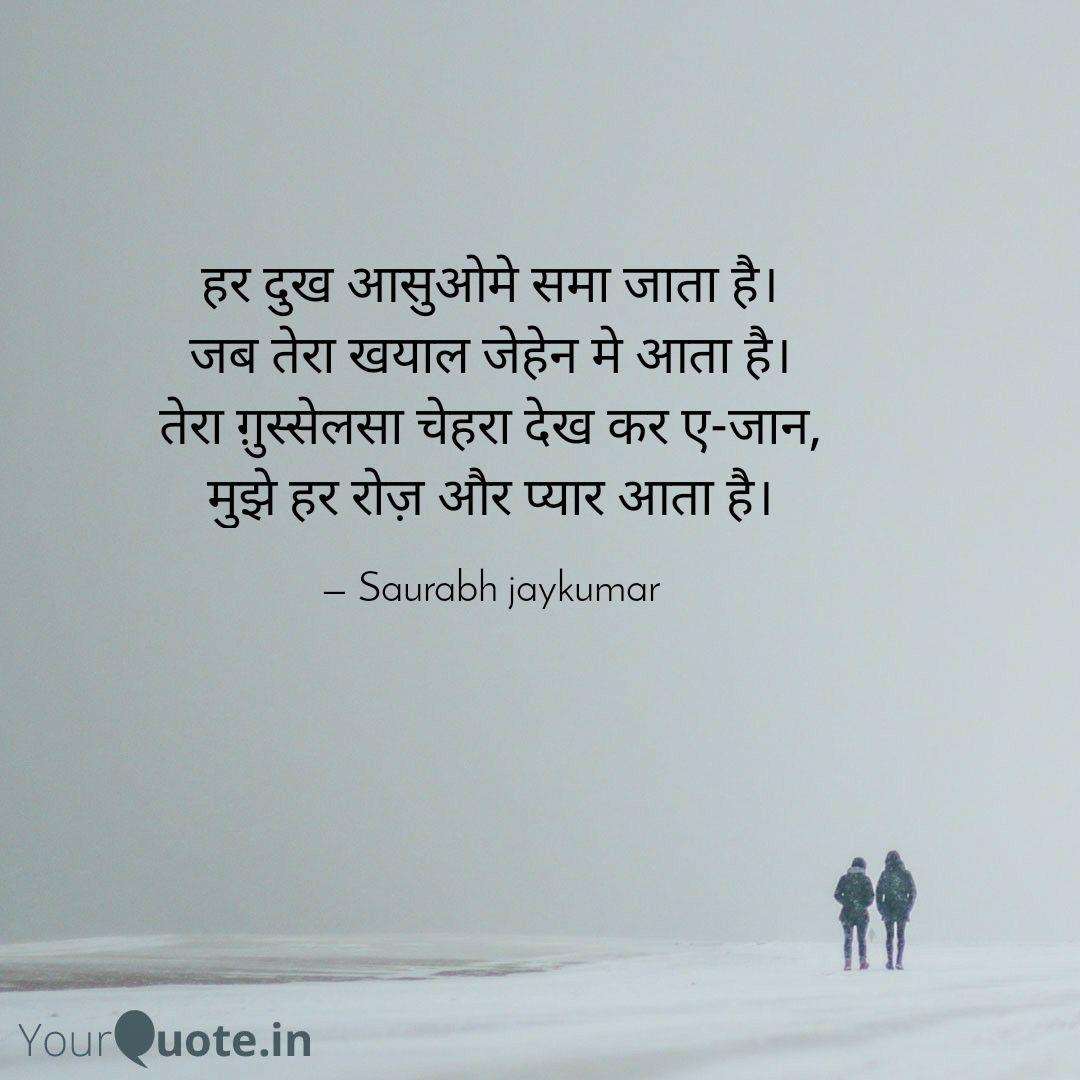 हर दुख आसुओमे समा जाता है।
जब तेरा खयाल जेहेन मे आता है।
तेरा ग़ुस्सेलसा चेहरा देख कर ए-जान,
मुझे हर रोज़ और प्यार आता है।
– Saurabh jaykumar
YourQuote.in